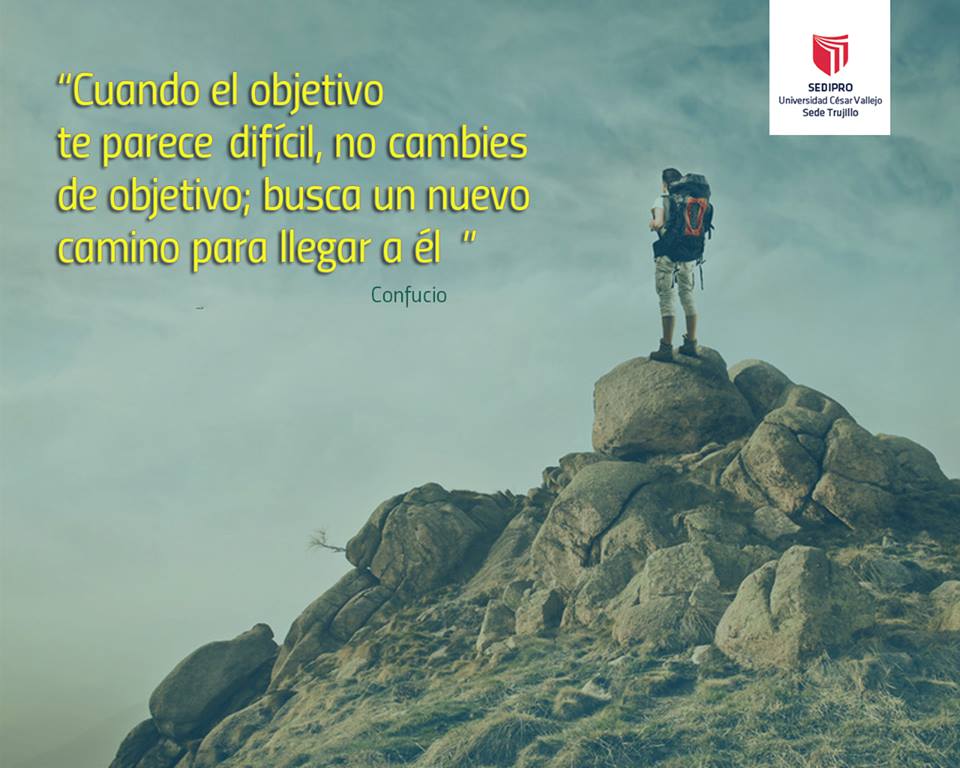 “Cuando el objetivo
te parece difícil, no cambies
de objetivo; busca un nuevo
camino para llegar a él ”
Confucio
SEDIPRO
Universidad César Vallejo
Sede Trujillo